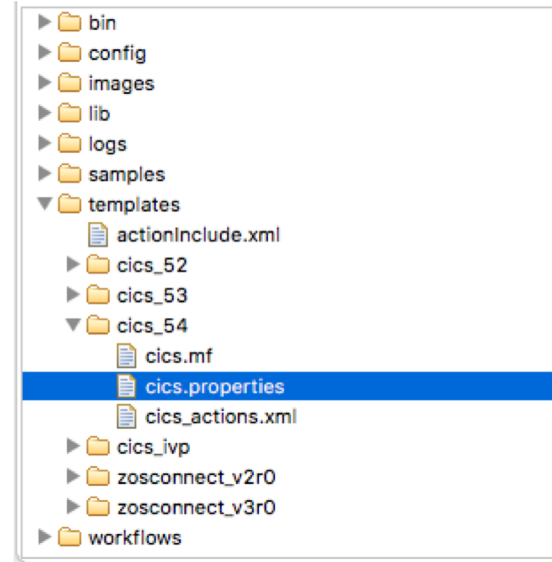 bin
config
images
lib
logs
samples
templates
actionInclude.xml
cics_52
cics_53
cics_54
cics.mf
cics.properties
cics_actions.xml
cics_ivp
zosconnect_v2r0
zosconnect_v3r0
workflows